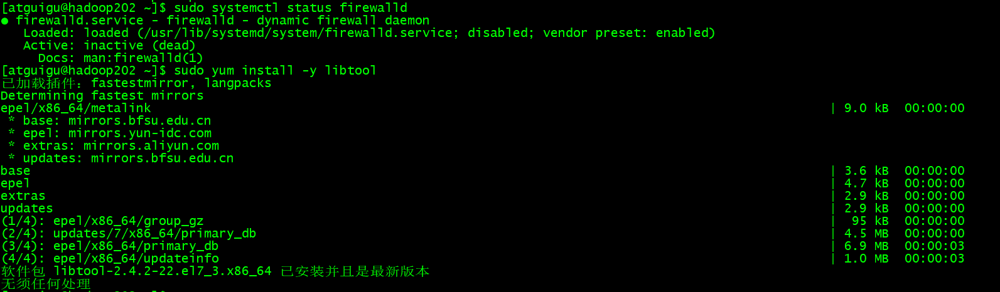 [atguigu@hadoop202 ~]$ sudo systemctl status firewalld
● firewalld.service - firewalld - dynamic firewall daemon
   Loaded: loaded (/usr/lib/systemd/system/firewalld.service; disabled; vendor preset: enabled)
   Active: inactive (dead)
     Docs: man:firewalld(1)
[atguigu@hadoop202 ~]$ sudo yum install -y libtool
已加载插件：fastestmirror, langpacks
Determining fastest mirrors
epel/x86_64/metalink | 9.0 kB 00:00:00
 * base: mirrors.bfsu.edu.cn
 * epel: mirrors.yun-idc.com
 * extras: mirrors.aliyun.com
 * updates: mirrors.bfsu.edu.cn
base | 3.6 kB 00:00:00
epel | 4.7 kB 00:00:00
extras | 2.9 kB 00:00:00
updates | 2.9 kB 00:00:00
(1/4): epel/x86_64/group_gz | 95 kB 00:00:00
(2/4): updates/7/x86_64/primary_db | 4.5 MB 00:00:00
(3/4): epel/x86_64/primary_db | 6.9 MB 00:00:03
(4/4): epel/x86_64/updateinfo | 1.0 MB 00:00:03
软件包 libtool-2.4.2-22.el7_3.x86_64 已安装并且是最新版本
无须任何处理